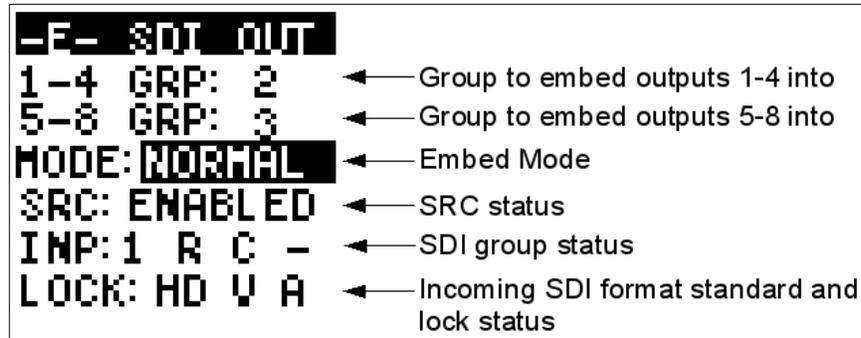 -E- SDI OUT
1-4 GRP: 2 Group to embed outputs 1-4 into
5-8 GRP: 3 Group to embed outputs 5-8 into
MODE: NORMAL Embed Mode
SRC: ENABLED SRC status
INP: 1 R C - SDI group status
LOCK: HD V A Incoming SDI format standard and
lock status